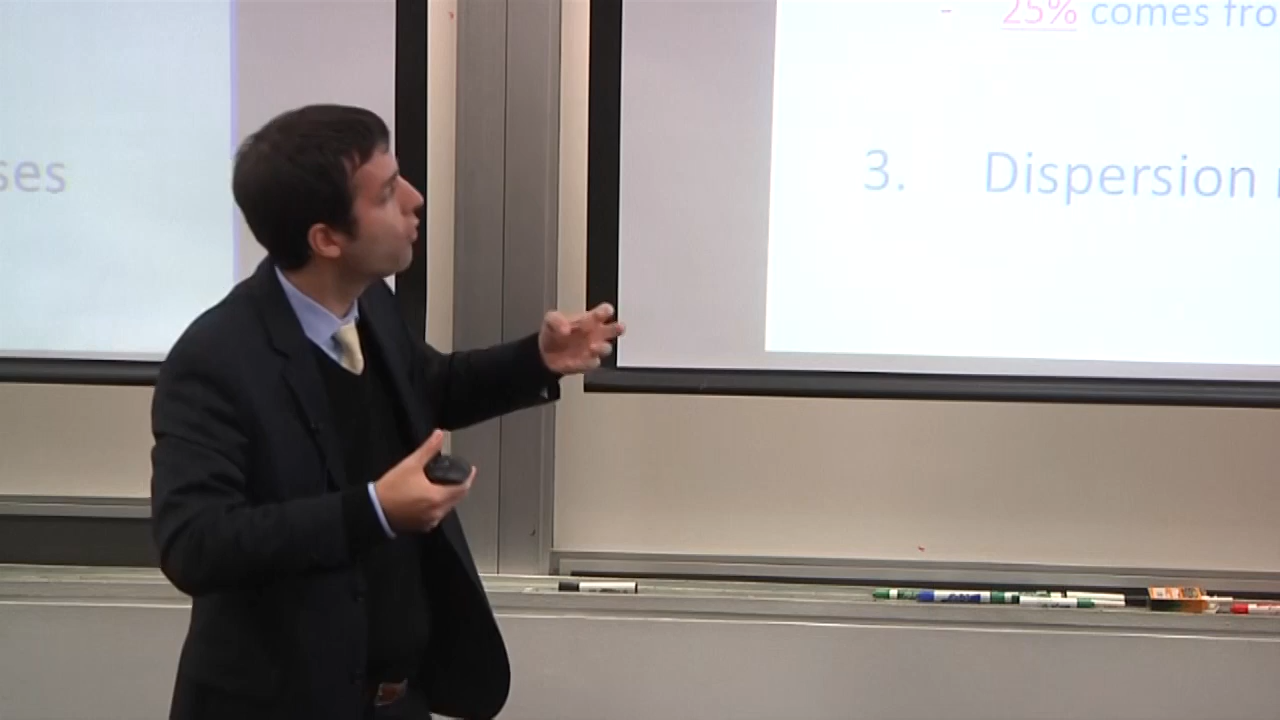 - 25% comes fro
ses
3. Dispersion